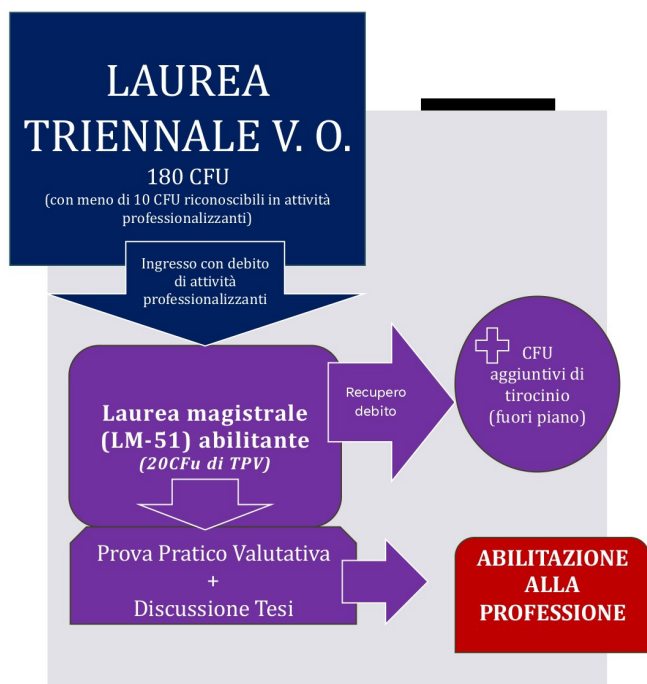 LAUREA
TRIENNALE V. O.
180 CFU
(con meno di 10 CFU riconoscibili in attività
professionalizzanti)
Ingresso con debito
di attività
professionalizzanti
Laurea magistrale
(LM-51) abilitante
(20CFu di TPV)
Recupero
debito
CFU
aggiuntivi di
tirocinio
(fuori piano)
Prova Pratico Valutativa
+
Discussione Tesi
ABILITAZIONE
ALLA
PROFESSIONE